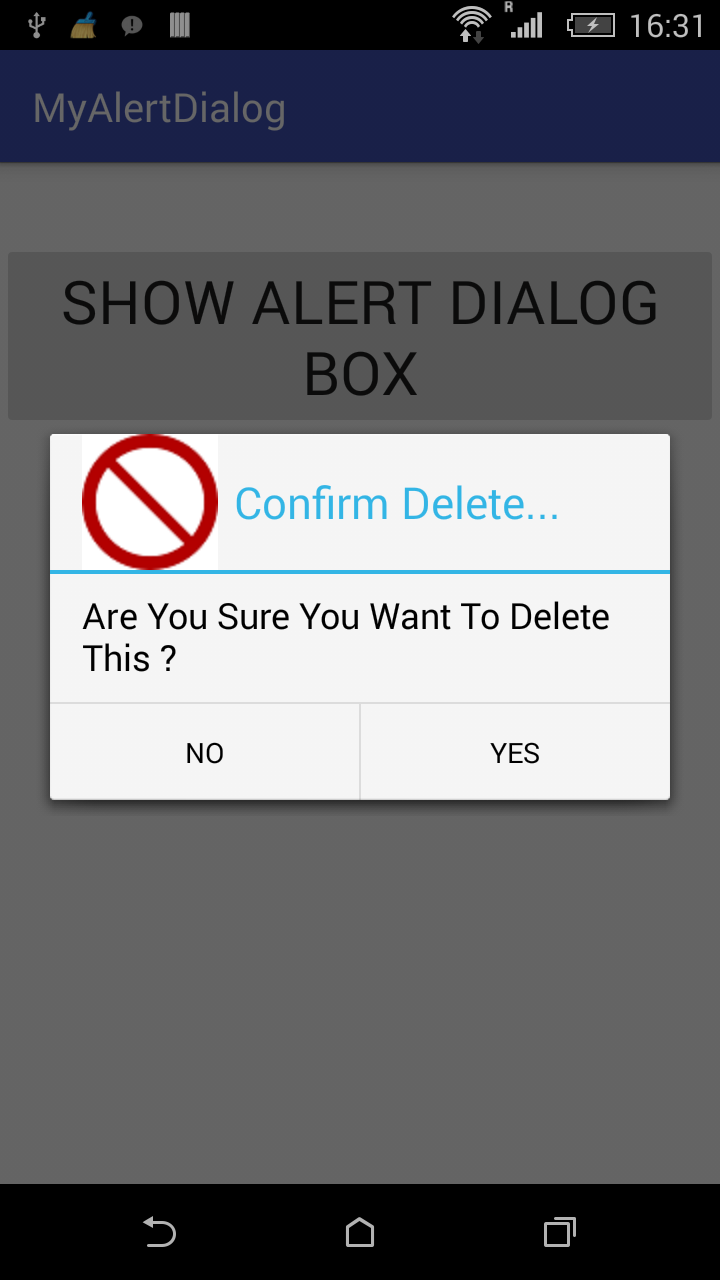 R
16:31
MyAlertDialog
SHOW ALERT DIALOG
BOX
Confirm Delete...
Are You Sure You Want To Delete
This ?
NO
YES